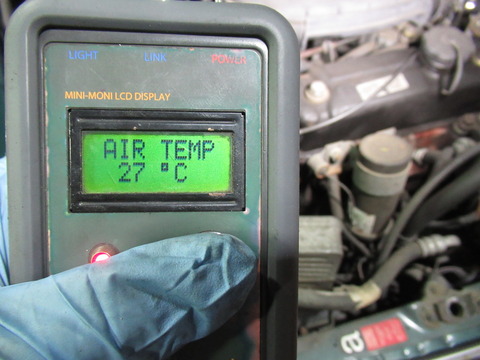 LIGHT LINK POWER
MINI-MONI LCD DISPLAY
AIR TEMP
27 °C
a